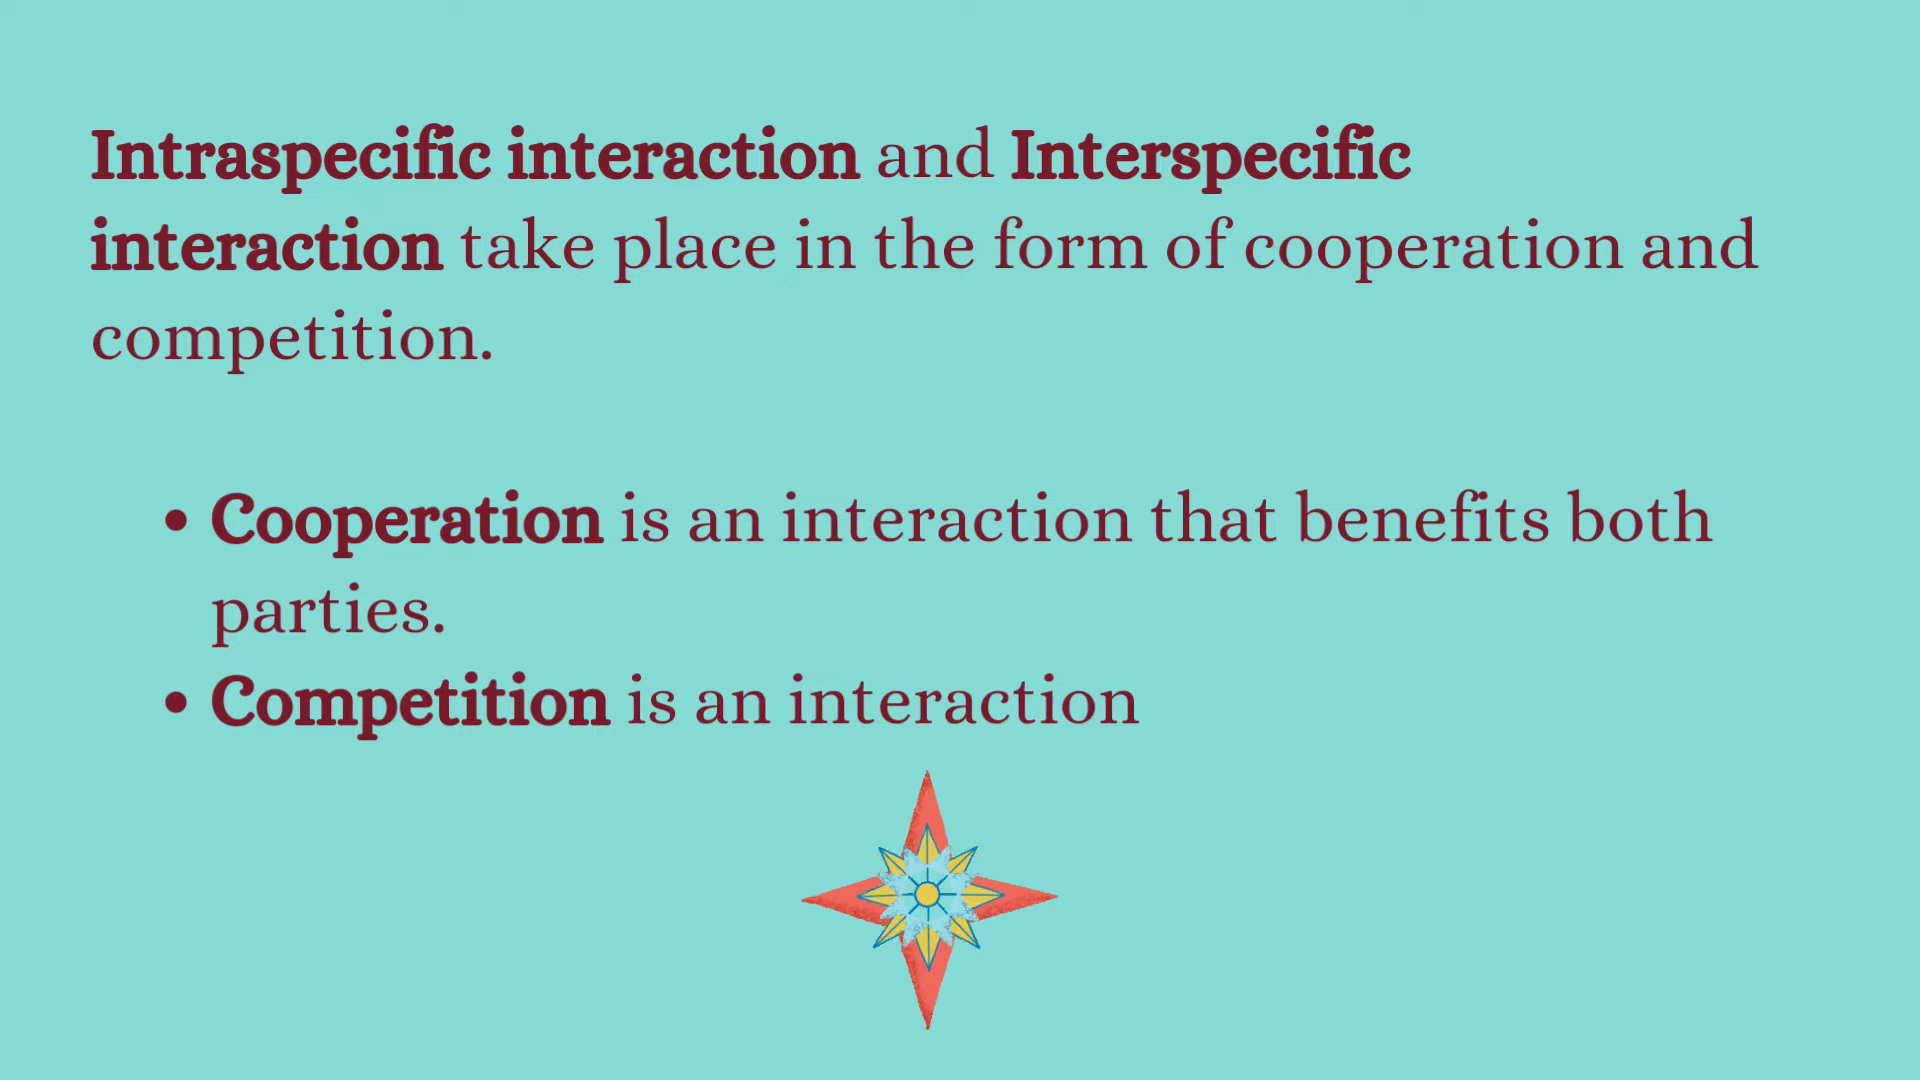 Intraspecific interaction and Interspecific
interaction take place in the form of cooperation and
competition.
• Cooperation is an interaction that benefits both
parties.
• Competition is an interaction